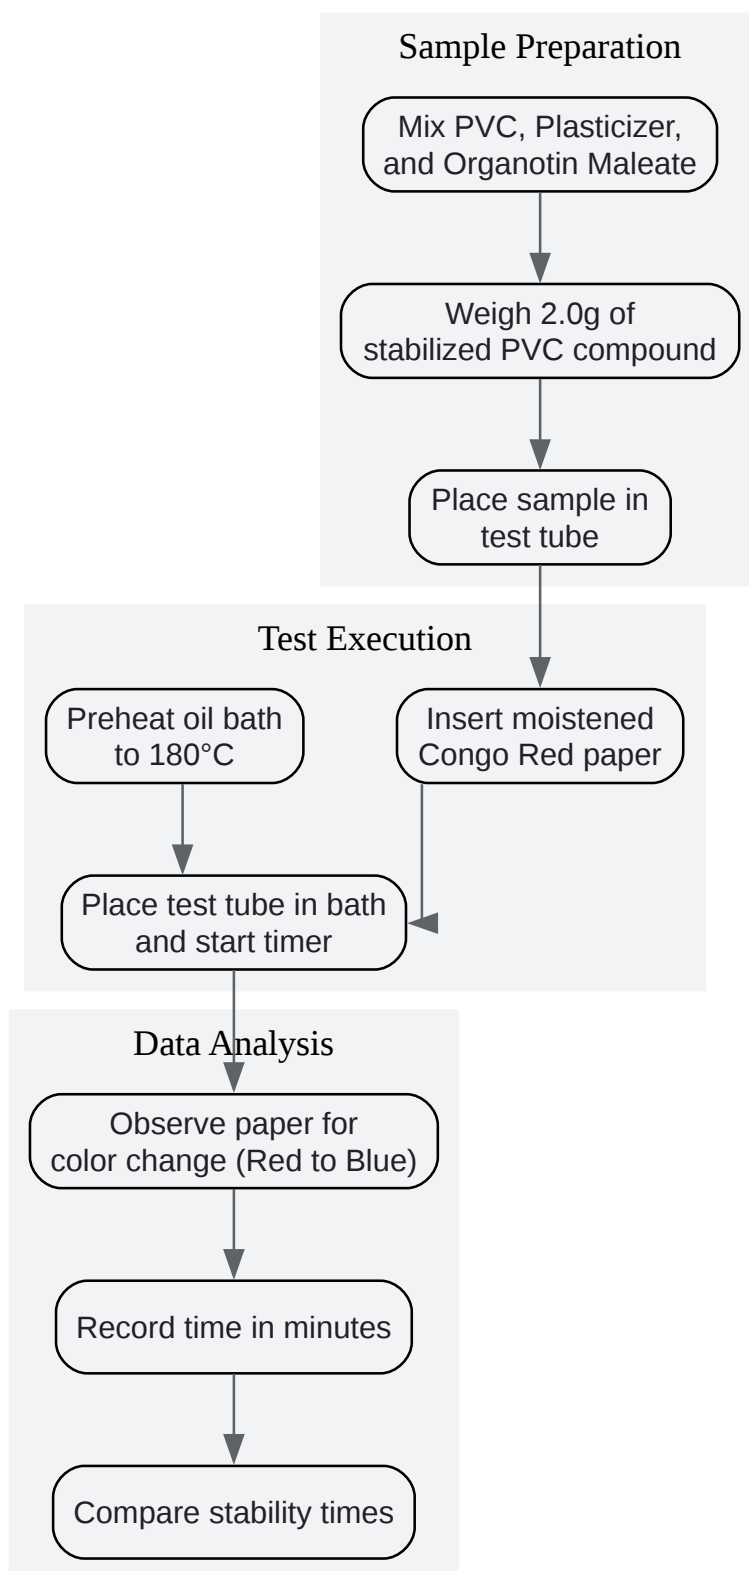 Sample Preparation
Mix PVC, Plasticizer,
and Organotin Maleate
Weigh 2.0g of
stabilized PVC compound
Place sample in
test tube
Test Execution
Preheat oil bath
to 180°C
Insert moistened
Congo Red paper
Place test tube in bath
and start timer
Data Analysis
Observe paper for
color change (Red to Blue)
Record time in minutes
Compare stability times